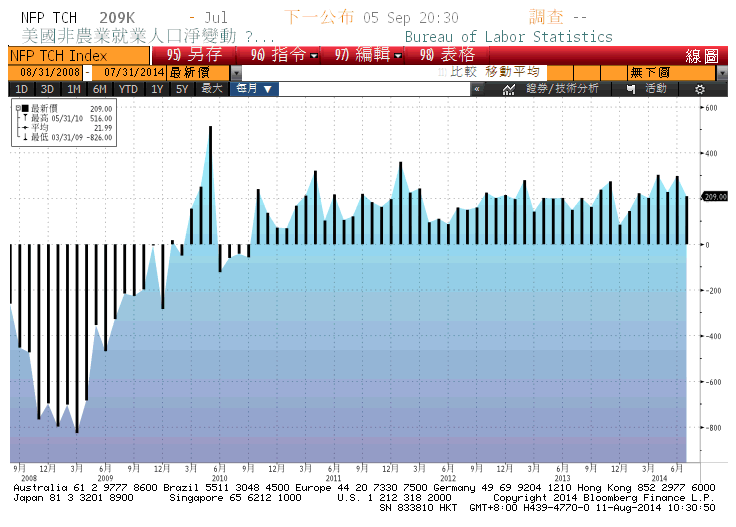 NFP TCH 209K - Jul 下一公布 05 Sep 20:30 調查 --
美國非農業就業人口淨變動 ?... Bureau of Labor Statistics
NFP TCH Index 95) 另存 96) 指令 97) 編輯 98) 表格 線圖
08/31/2008 - 07/31/2014 最新價 比較 移動平均 無下價
1D 3D 1M 6M YTD 1Y 5Y 最大 每月 ▼ « 證券/技術分析 活動
最新價 209.00
最高 05/31/10 516.00
平均 21.99
最低 03/31/09 -826.00
600
400
209.00
0
-200
-400
-600
-800
9月 12月 3月 6月 9月 12月 3月 6月 9月 12月 3月 6月 9月 12月 3月 6月 9月 12月 3月 6月 9月 12月 3月 6月
2008 2009 2010 2011 2012 2013 2014
Australia 61 2 9777 8600 Brazil 5511 3048 4500 Europe 44 20 7330 7500 Germany 49 69 9204 1210 Hong Kong 852 2977 6000
Japan 81 3 3201 8900 Singapore 65 6212 1000 U.S. 1 212 318 2000 Copyright 2014 Bloomberg Finance L.P.
SN 833810 HKT GMT+8:00 H439-4770-0 11-Aug-2014 10:30:50